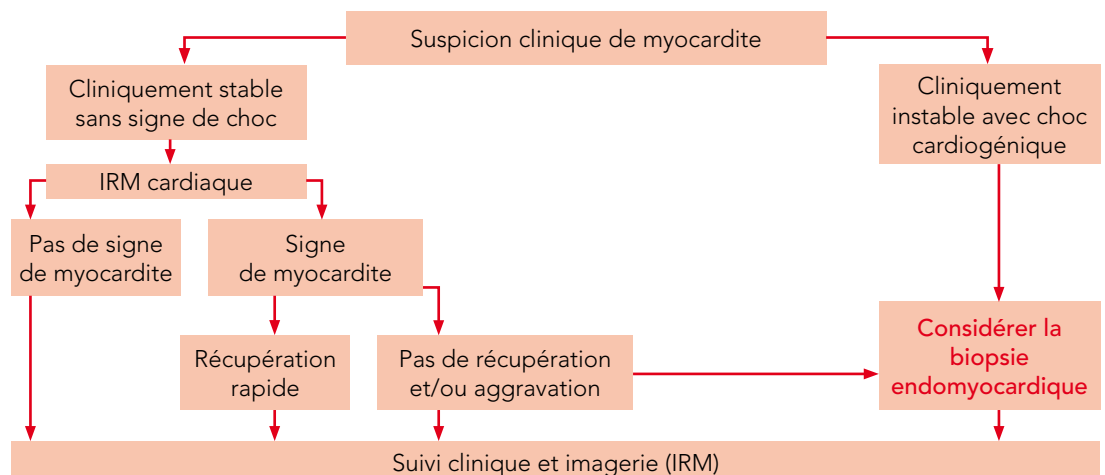 Suspicion clinique de myocardite
Cliniquement stable
sans signe de choc
Cliniquement
instable avec choc
cardiogénique
IRM cardiaque
Pas de signe
de myocardite
Signe
de myocardite
Récupération
rapide
Pas de récupération
et/ou aggravation
Considérer la
biopsie
endomyocardique
Suivi clinique et imagerie (IRM)